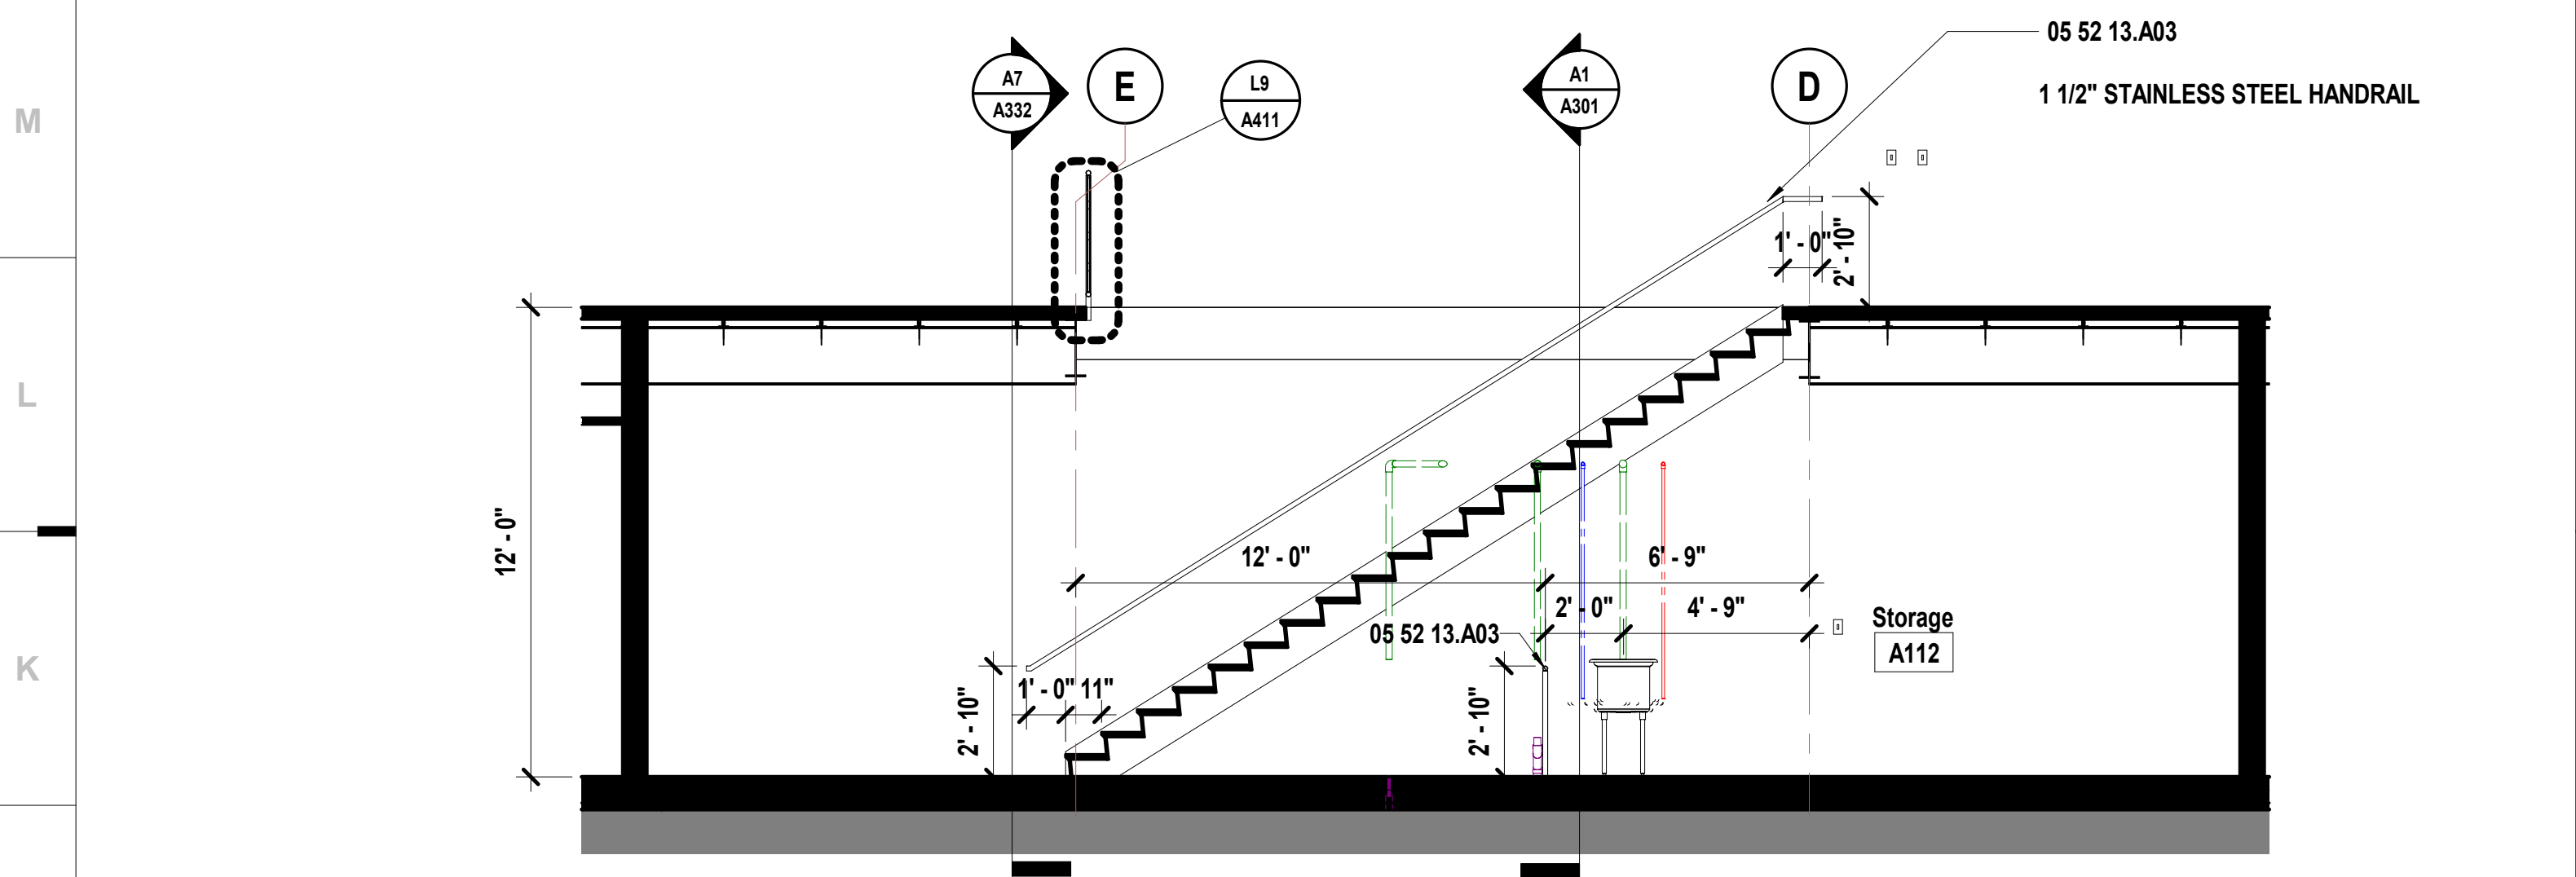 05 52 13.A03
1 1/2" STAINLESS STEEL HANDRAIL
A7
A332
E
L9
A411
A1
A301
D
M
1' - 0"
2' - 10"
L
12' - 0"
12' - 0"
6' - 9"
2' - 0"
4' - 9"
05 52 13.A03
Storage
A112
K
1' - 0" 11"
2' - 10"
2' - 10"